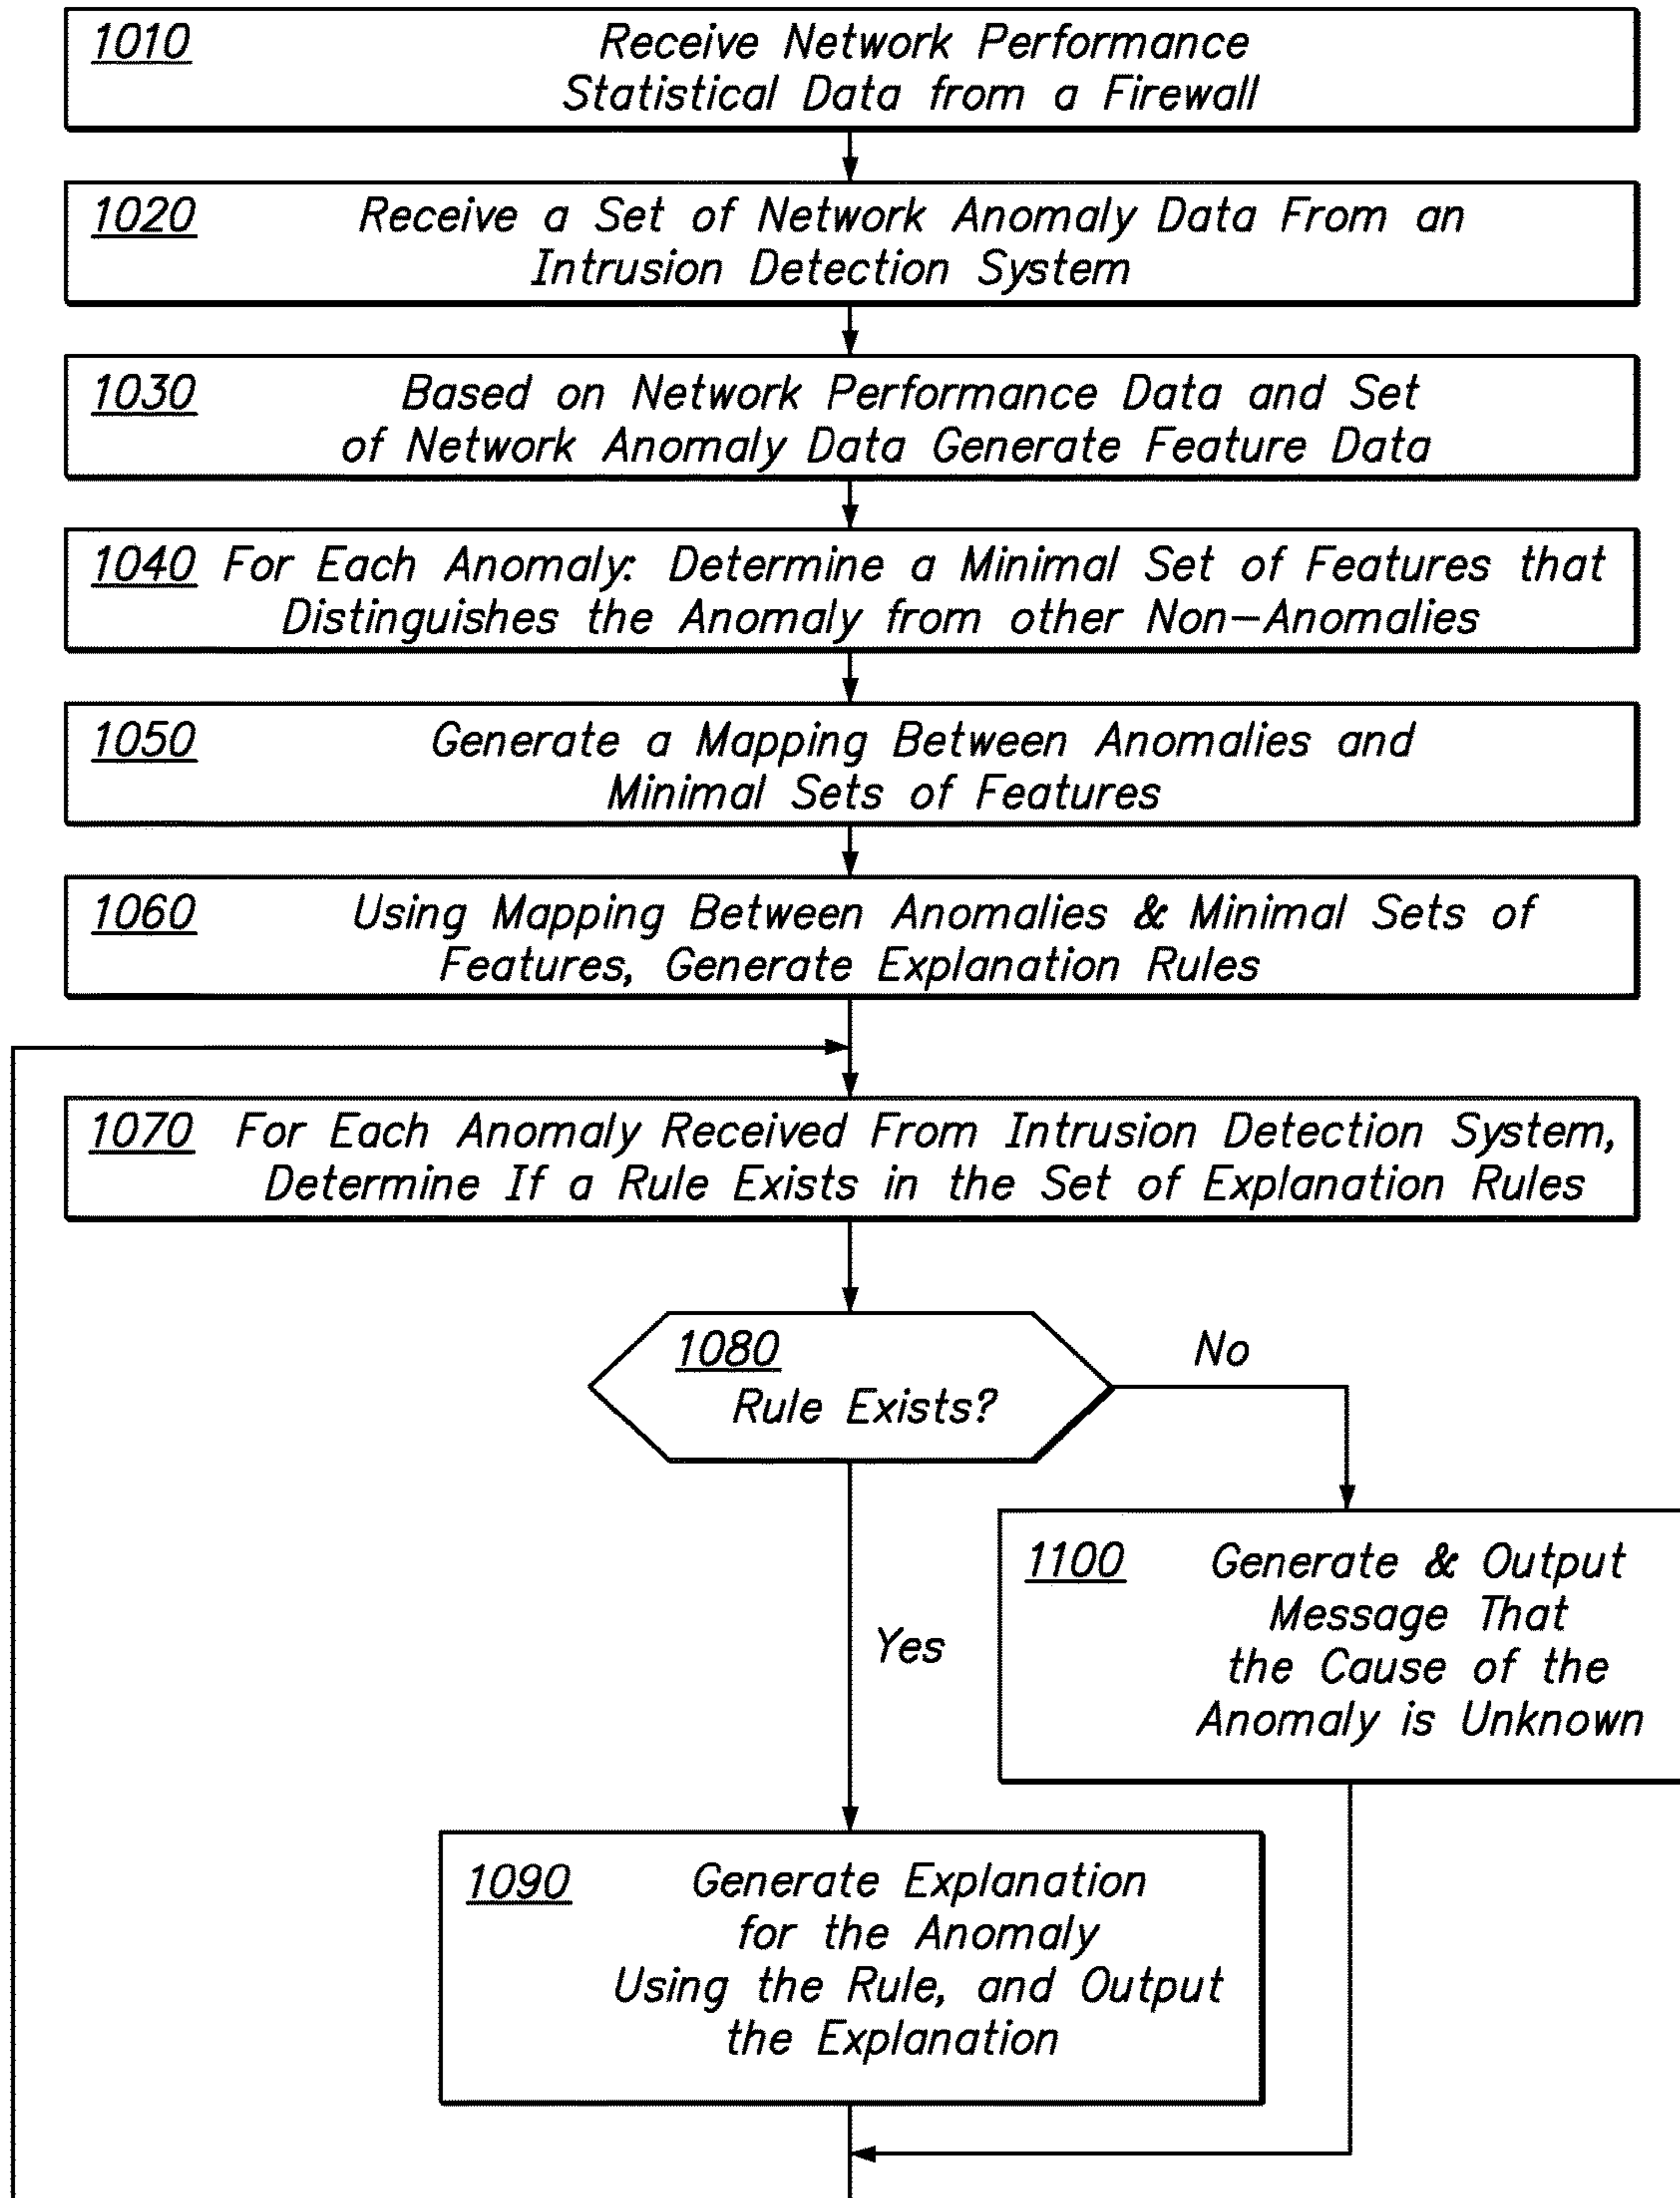 1010 Receive Network Performance
Statistical Data from a Firewall
1020 Receive a Set of Network Anomaly Data From an
Intrusion Detection System
1030 Based on Network Performance Data and Set
of Network Anomaly Data Generate Feature Data
1040 For Each Anomaly: Determine a Minimal Set of Features that
Distinguishes the Anomaly from other Non-Anomalies
1050 Generate a Mapping Between Anomalies and
Minimal Sets of Features
1060 Using Mapping Between Anomalies & Minimal Sets of
Features, Generate Explanation Rules
1070 For Each Anomaly Received From Intrusion Detection System,
Determine If a Rule Exists in the Set of Explanation Rules
1080
Rule Exists?
No
1100 Generate & Output
Message That
the Cause of the
Anomaly is Unknown
Yes
1090 Generate Explanation
for the Anomaly
Using the Rule, and Output
the Explanation